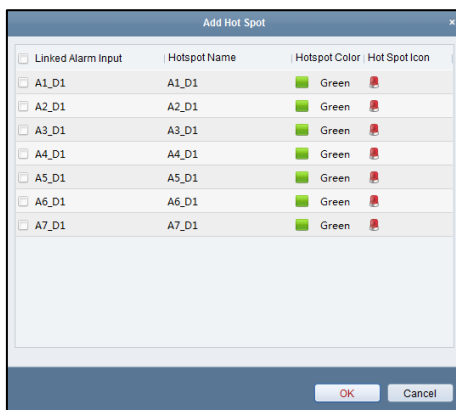 Add Hot Spot ×
Linked Alarm Input Hotspot Name Hotspot Color Hot Spot Icon
A1_D1 A1_D1 Green
A2_D1 A2_D1 Green
A3_D1 A3_D1 Green
A4_D1 A4_D1 Green
A5_D1 A5_D1 Green
A6_D1 A6_D1 Green
A7_D1 A7_D1 Green
OK Cancel